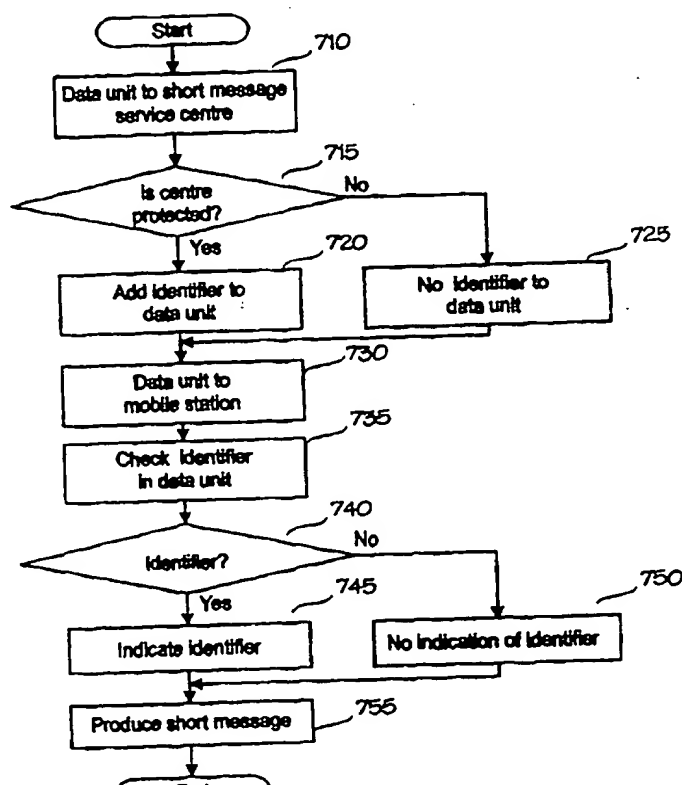 Start
710
Data unit to short message
service centre
715
Is centre
protected?
No
Yes
720
725
Add identifier to
data unit
No identifier to
data unit
730
Data unit to
mobile station
735
Check identifier
in data unit
740
Identifier?
No
Yes
745
750
Indicate identifier
No indication of identifier
Produce short message
755